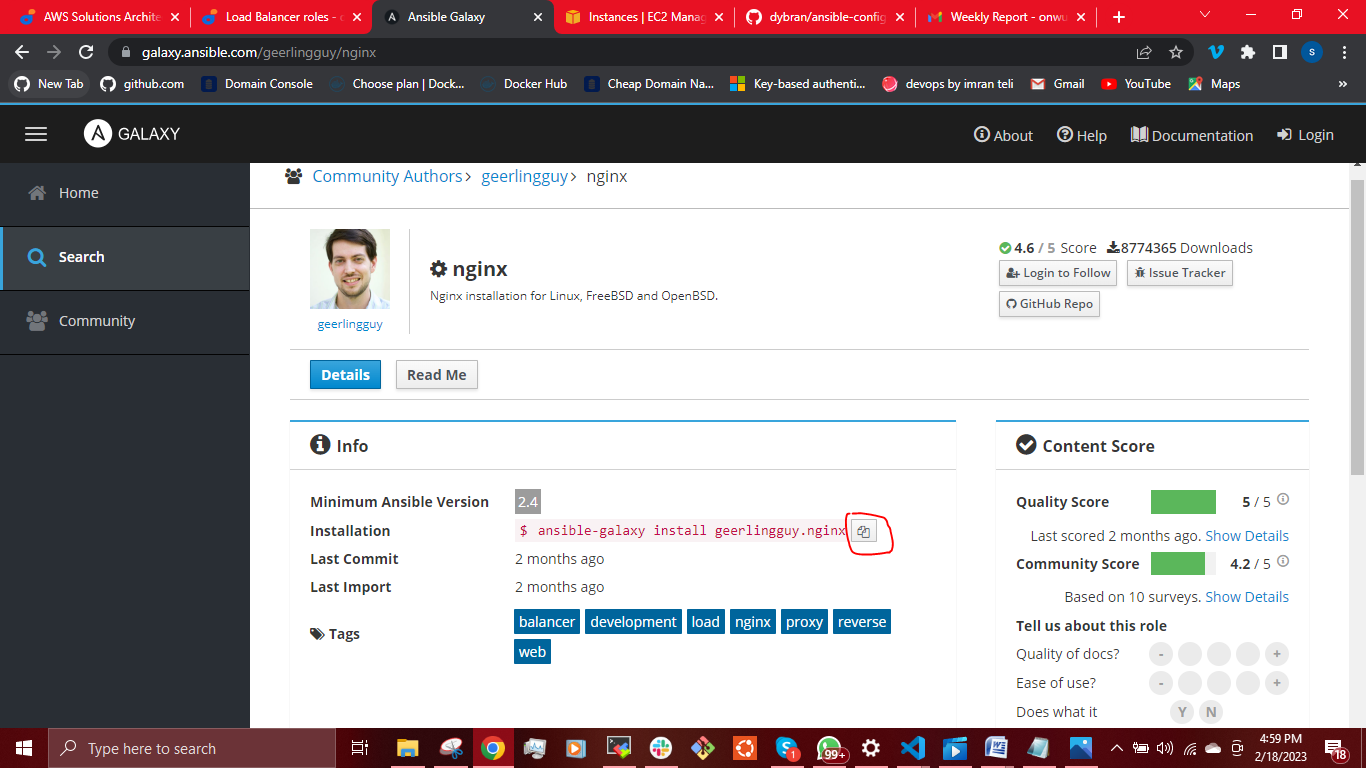 AWS Solutions Archite
Load Balancer roles -
Ansible Galaxy
Instances | EC2 Manag
dybran/ansible-config
Weekly Report - onwu
galaxy.ansible.com/geerlingguy/nginx
S
New Tab
github.com
Domain Console
Choose plan | Dock...
Docker Hub
Cheap Domain Na...
Key-based authenti...
devops by imran teli
Gmail
YouTube
Maps
»
A GALAXY
About
Help
Documentation
Login
Home
Search
Community
Community Authors > geerlingguy > nginx
geerlingguy
nginx
Nginx installation for Linux, FreeBSD and OpenBSD.
4.6 / 5 Score 8774365 Downloads
Login to Follow
Issue Tracker
GitHub Repo
Details
Read Me
Info
Minimum Ansible Version 2.4
Installation $ ansible-galaxy install geerlingguy.nginx
Last Commit 2 months ago
Last Import 2 months ago
Tags balancer development load nginx proxy reverse
web
Content Score
Quality Score 5 / 5
Last scored 2 months ago. Show Details
Community Score 4.2 / 5
Based on 10 surveys. Show Details
Tell us about this role
Quality of docs? - +
Ease of use? - +
Does what it Y N
Type here to search
1
99+
4:59 PM
2/18/2023
18